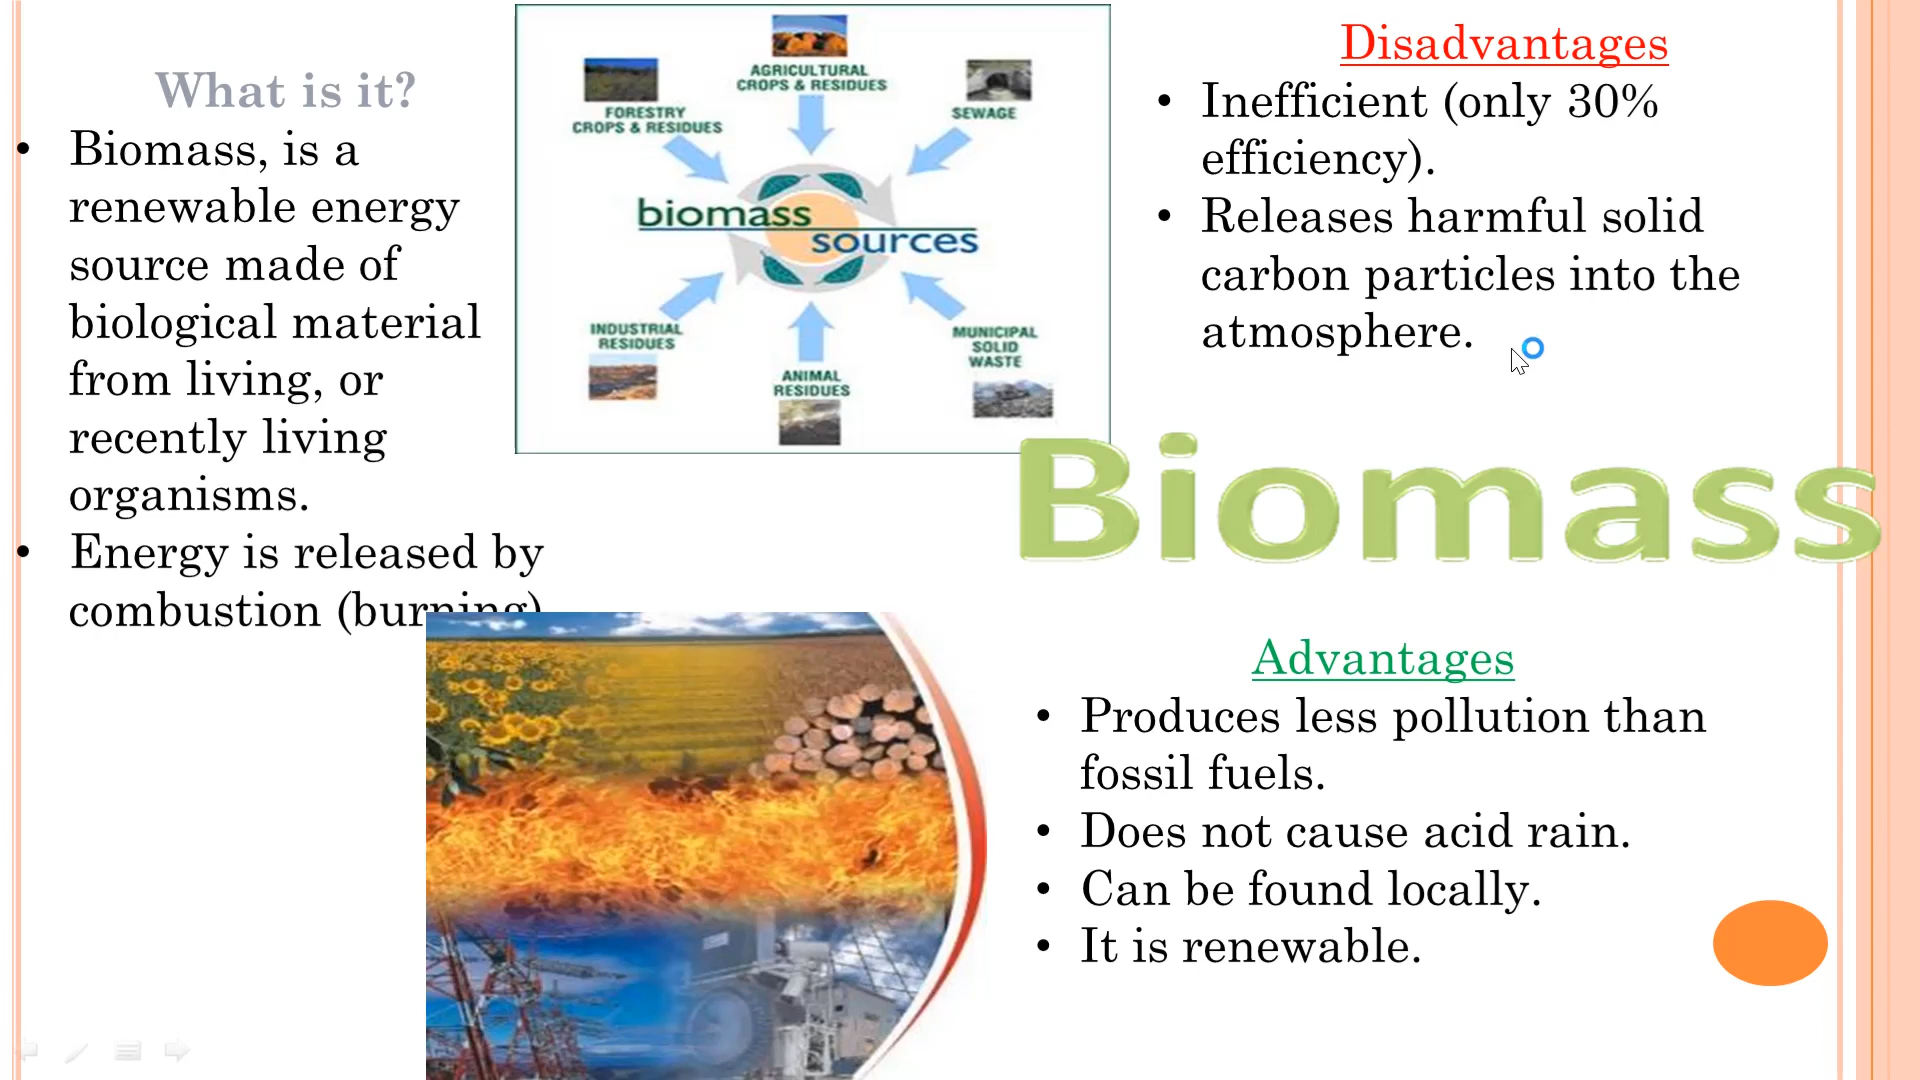 What is it?
• Biomass, is a
renewable energy
source made of
biological material
from living, or
recently living
organisms.
• Energy is released by
combustion (burning)
AGRICULTURAL
CROPS & RESIDUES
FORESTRY
CROPS & RESIDUES
SEWAGE
biomass
sources
INDUSTRIAL
RESIDUES
ANIMAL
RESIDUES
MUNICIPAL
SOLID
WASTE
Disadvantages
• Inefficient (only 30%
efficiency).
• Releases harmful solid
carbon particles into the
atmosphere.
Biomass
Advantages
• Produces less pollution than
fossil fuels.
• Does not cause acid rain.
• Can be found locally.
• It is renewable.